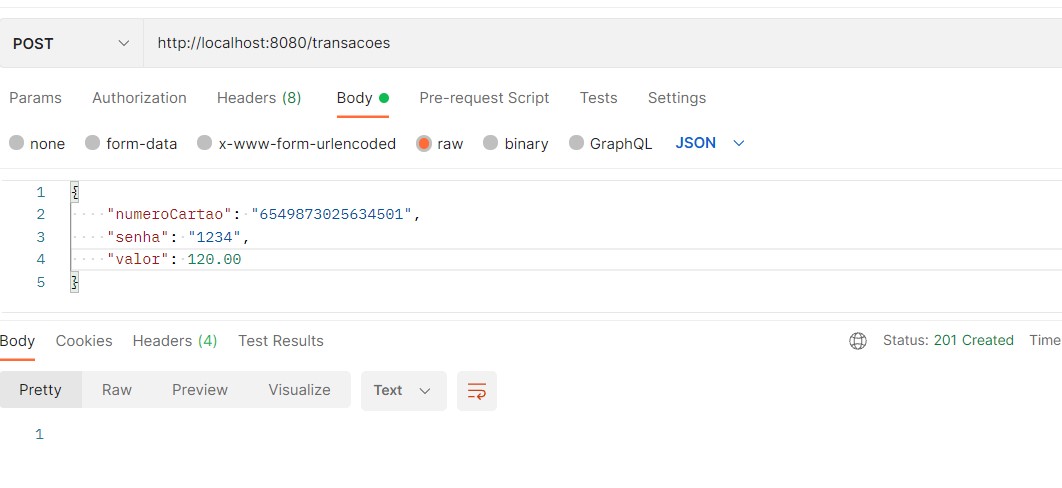 POST http://localhost:8080/transacoes
Params Authorization Headers (8) Body Pre-request Script Tests Settings
none form-data x-www-form-urlencoded raw binary GraphQL JSON
1 {
2 "numeroCartao": "6549873025634501",
3 "senha": "1234",
4 "valor": 120.00
5 }
Body Cookies Headers (4) Test Results Status: 201 Created Time
Pretty Raw Preview Visualize Text
1